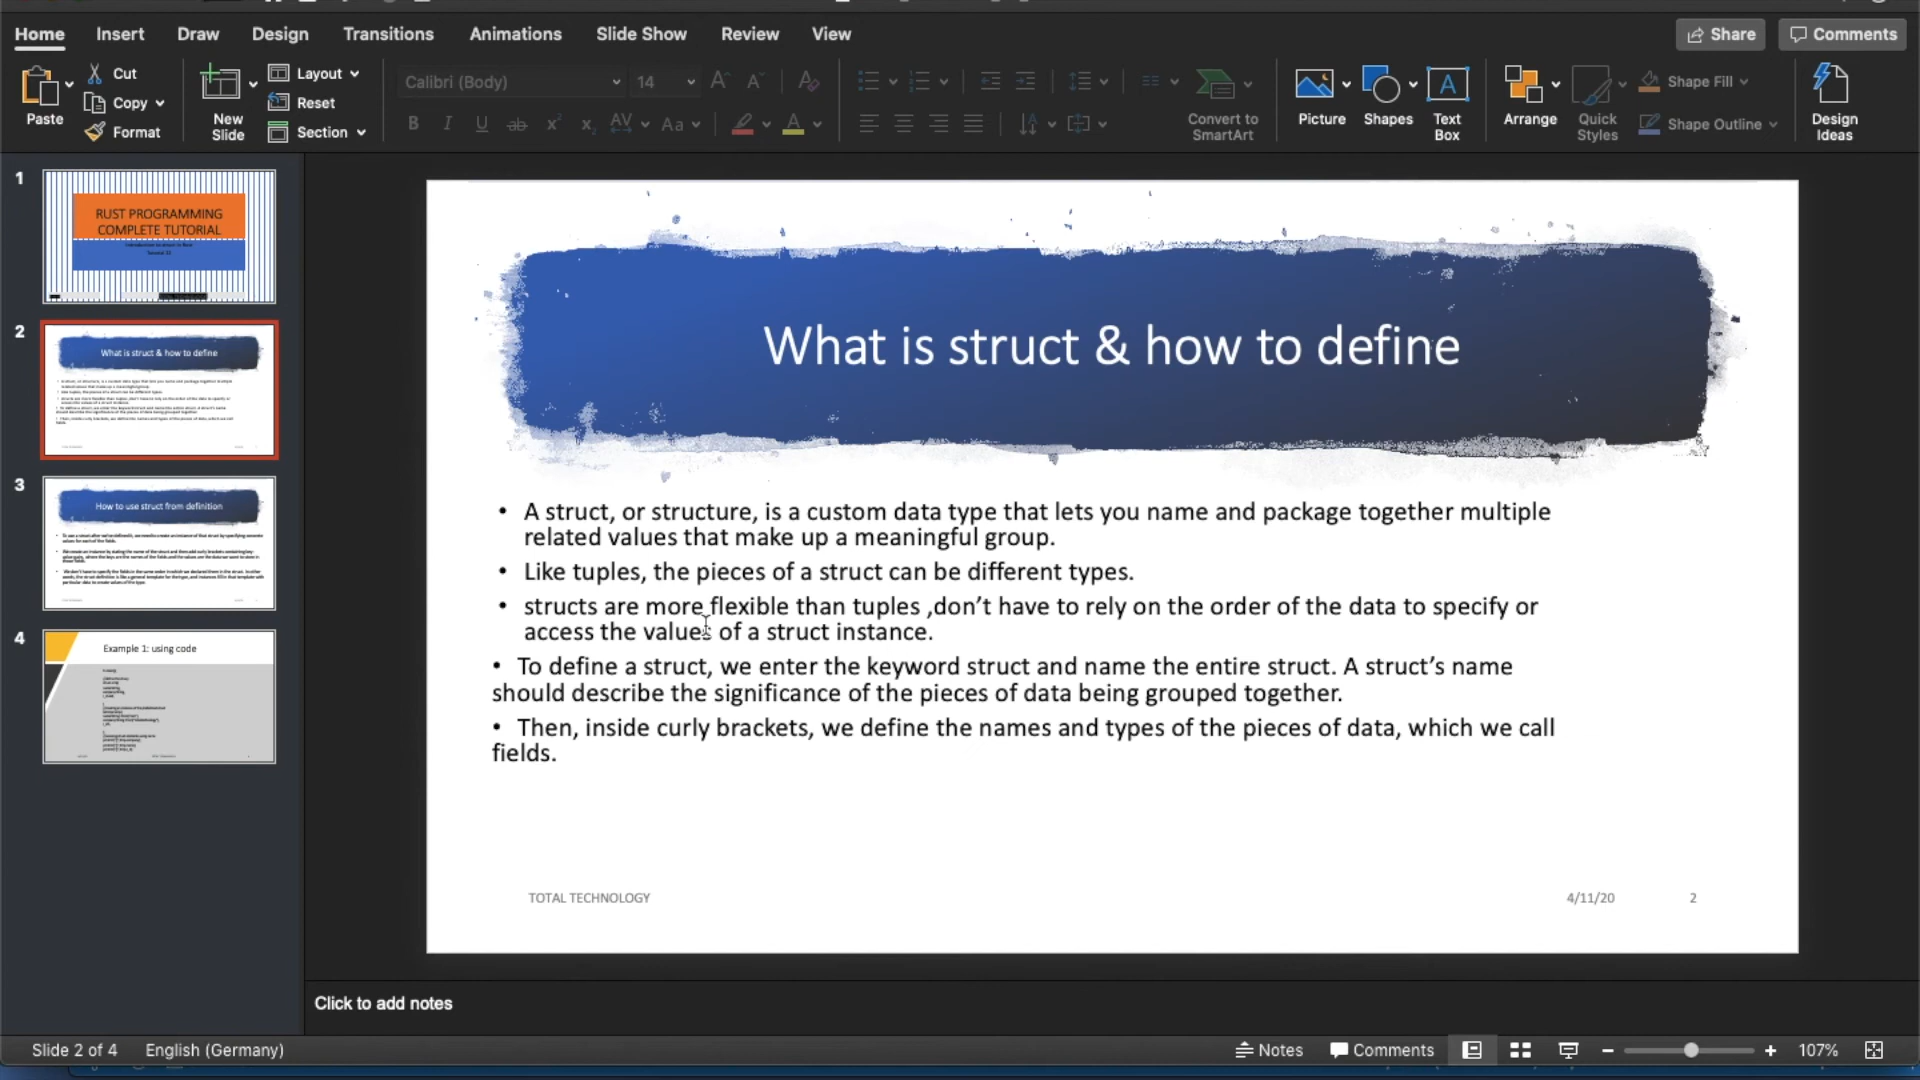 Home Insert Draw Design Transitions Animations Slide Show Review View Share Comments
Paste Cut Copy Format
New Slide Layout Reset Section
Calibri (Body) 14
Convert to SmartArt
Picture Shapes Text Box
Arrange Quick Styles Shape Fill Shape Outline
Design Ideas
1
RUST PROGRAMMING
COMPLETE TUTORIAL
2
What is struct & how to define
3
How to use struct from definition
4
Example 1: using code
What is struct & how to define
• A struct, or structure, is a custom data type that lets you name and package together multiple
related values that make up a meaningful group.
• Like tuples, the pieces of a struct can be different types.
• structs are more flexible than tuples ,don't have to rely on the order of the data to specify or
access the values of a struct instance.
• To define a struct, we enter the keyword struct and name the entire struct. A struct's name
should describe the significance of the pieces of data being grouped together.
• Then, inside curly brackets, we define the names and types of the pieces of data, which we call
fields.
TOTAL TECHNOLOGY 4/11/20 2
Click to add notes
Slide 2 of 4 English (Germany) Notes Comments 107%